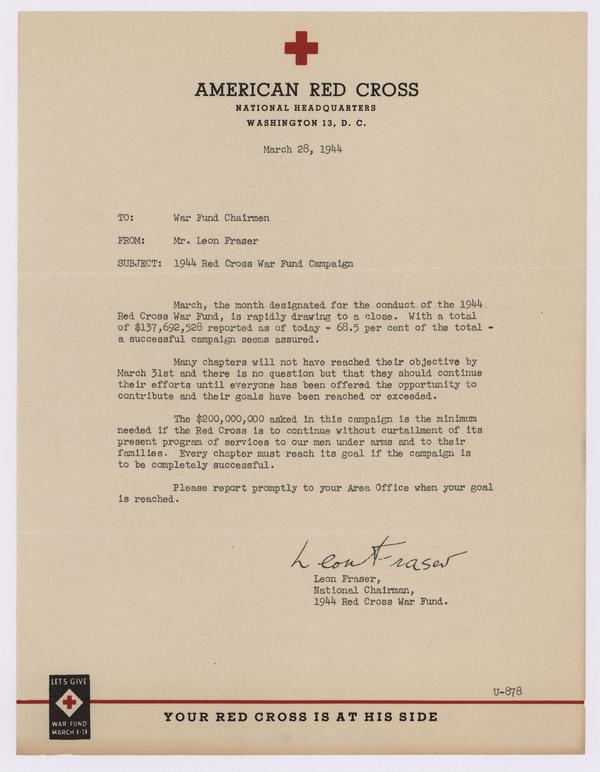 AMERICAN RED CROSS
NATIONAL HEADQUARTERS
WASHINGTON 13, D. C.
March 28, 1944
TO: War Fund Chairmen
FROM: Mr. Leon Fraser
SUBJECT: 1944 Red Cross War Fund Campaign
March, the month designated for the conduct of the 1944
Red Cross War Fund, is rapidly drawing to a close. With a total
of $137,692,528 reported as of today - 68.5 per cent of the total -
a successful campaign seems assured.
Many chapters will not have reached their objective by
March 31st and there is no question but that they should continue
their efforts until everyone has been offered the opportunity to
contribute and their goals have been reached or exceeded.
The $200,000,000 asked in this campaign is the minimum
needed if the Red Cross is to continue without curtailment of its
present program of services to our men under arms and to their
families. Every chapter must reach its goal if the campaign is
to be completely successful.
Please report promptly to your Area Office when your goal
is reached.
Leon Fraser
Leon Fraser,
National Chairman,
1944 Red Cross War Fund.
U-878
LET'S GIVE
WAR FUND
MARCH 1-31
YOUR RED CROSS IS AT HIS SIDE